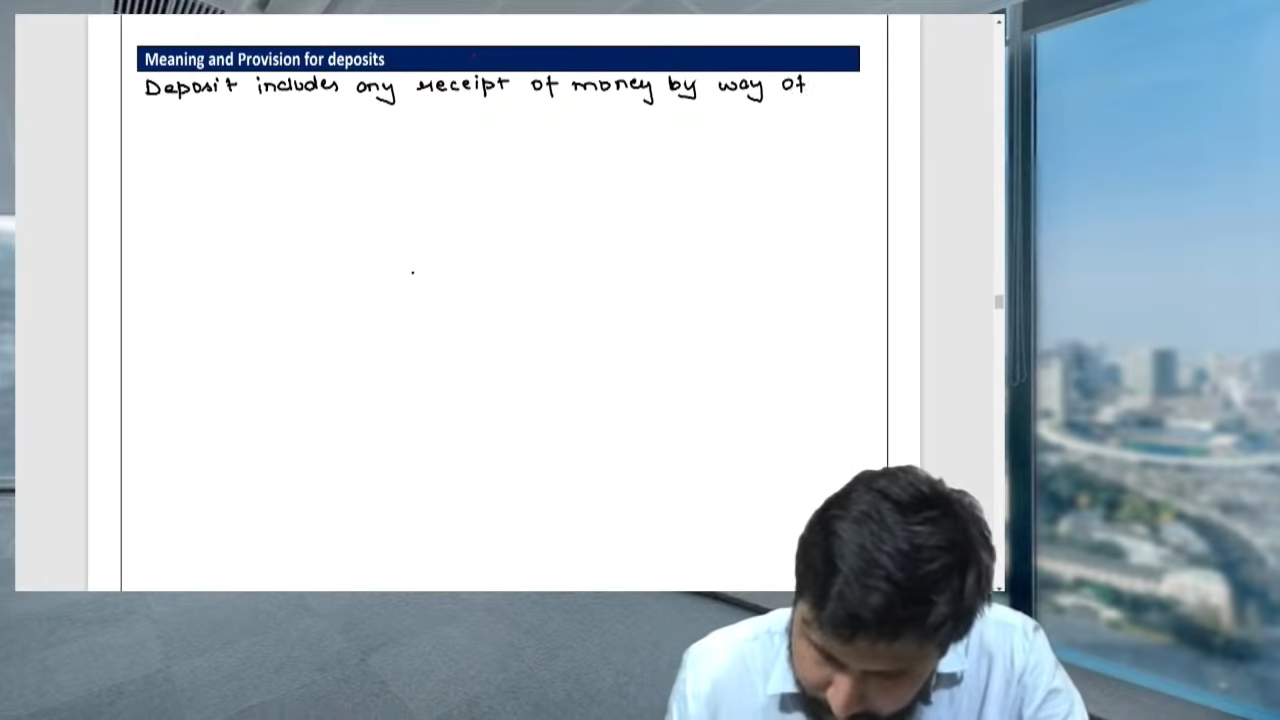 Meaning and Provision for deposits
Deposit includes any receipt of money by way of